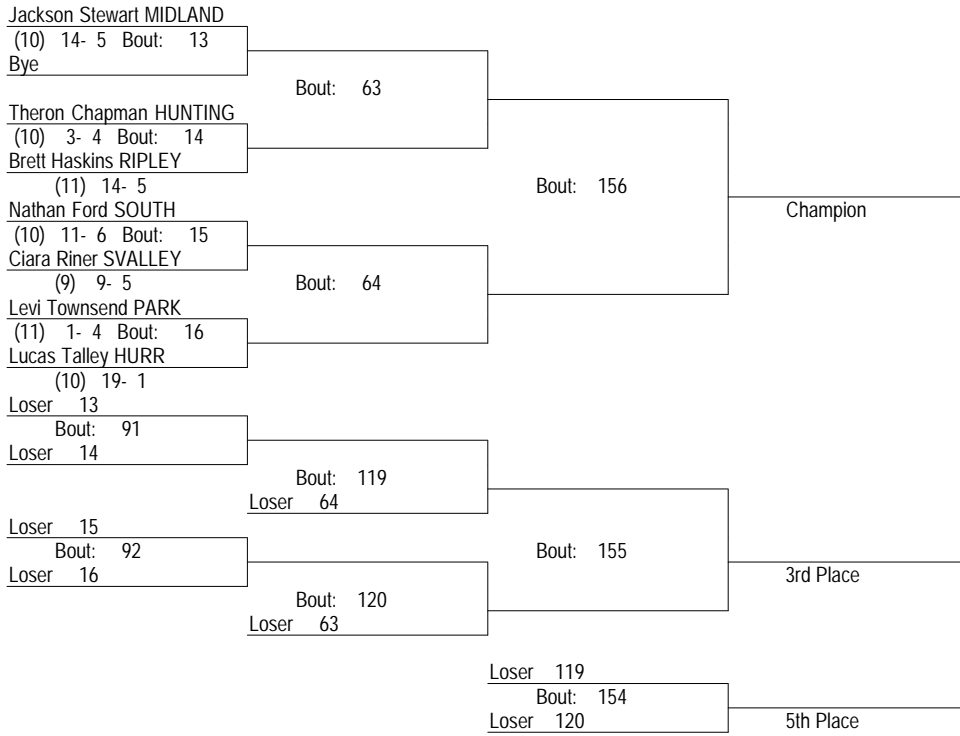 Jackson Stewart MIDLAND
(10) 14- 5 Bout: 13
Bye
Bout: 63
Theron Chapman HUNTING
(10) 3- 4 Bout: 14
Brett Haskins RIPLEY
(11) 14- 5
Bout: 156
Nathan Ford SOUTH
Champion
(10) 11- 6 Bout: 15
Ciara Riner SVALLEY
(9) 9- 5
Bout: 64
Levi Townsend PARK
(11) 1- 4 Bout: 16
Lucas Talley HURR
(10) 19- 1
Loser 13
Bout: 91
Loser 14
Bout: 119
Loser 64
Loser 15
Bout: 92
Bout: 155
Loser 16
3rd Place
Bout: 120
Loser 63
Loser 119
Bout: 154
Loser 120
5th Place